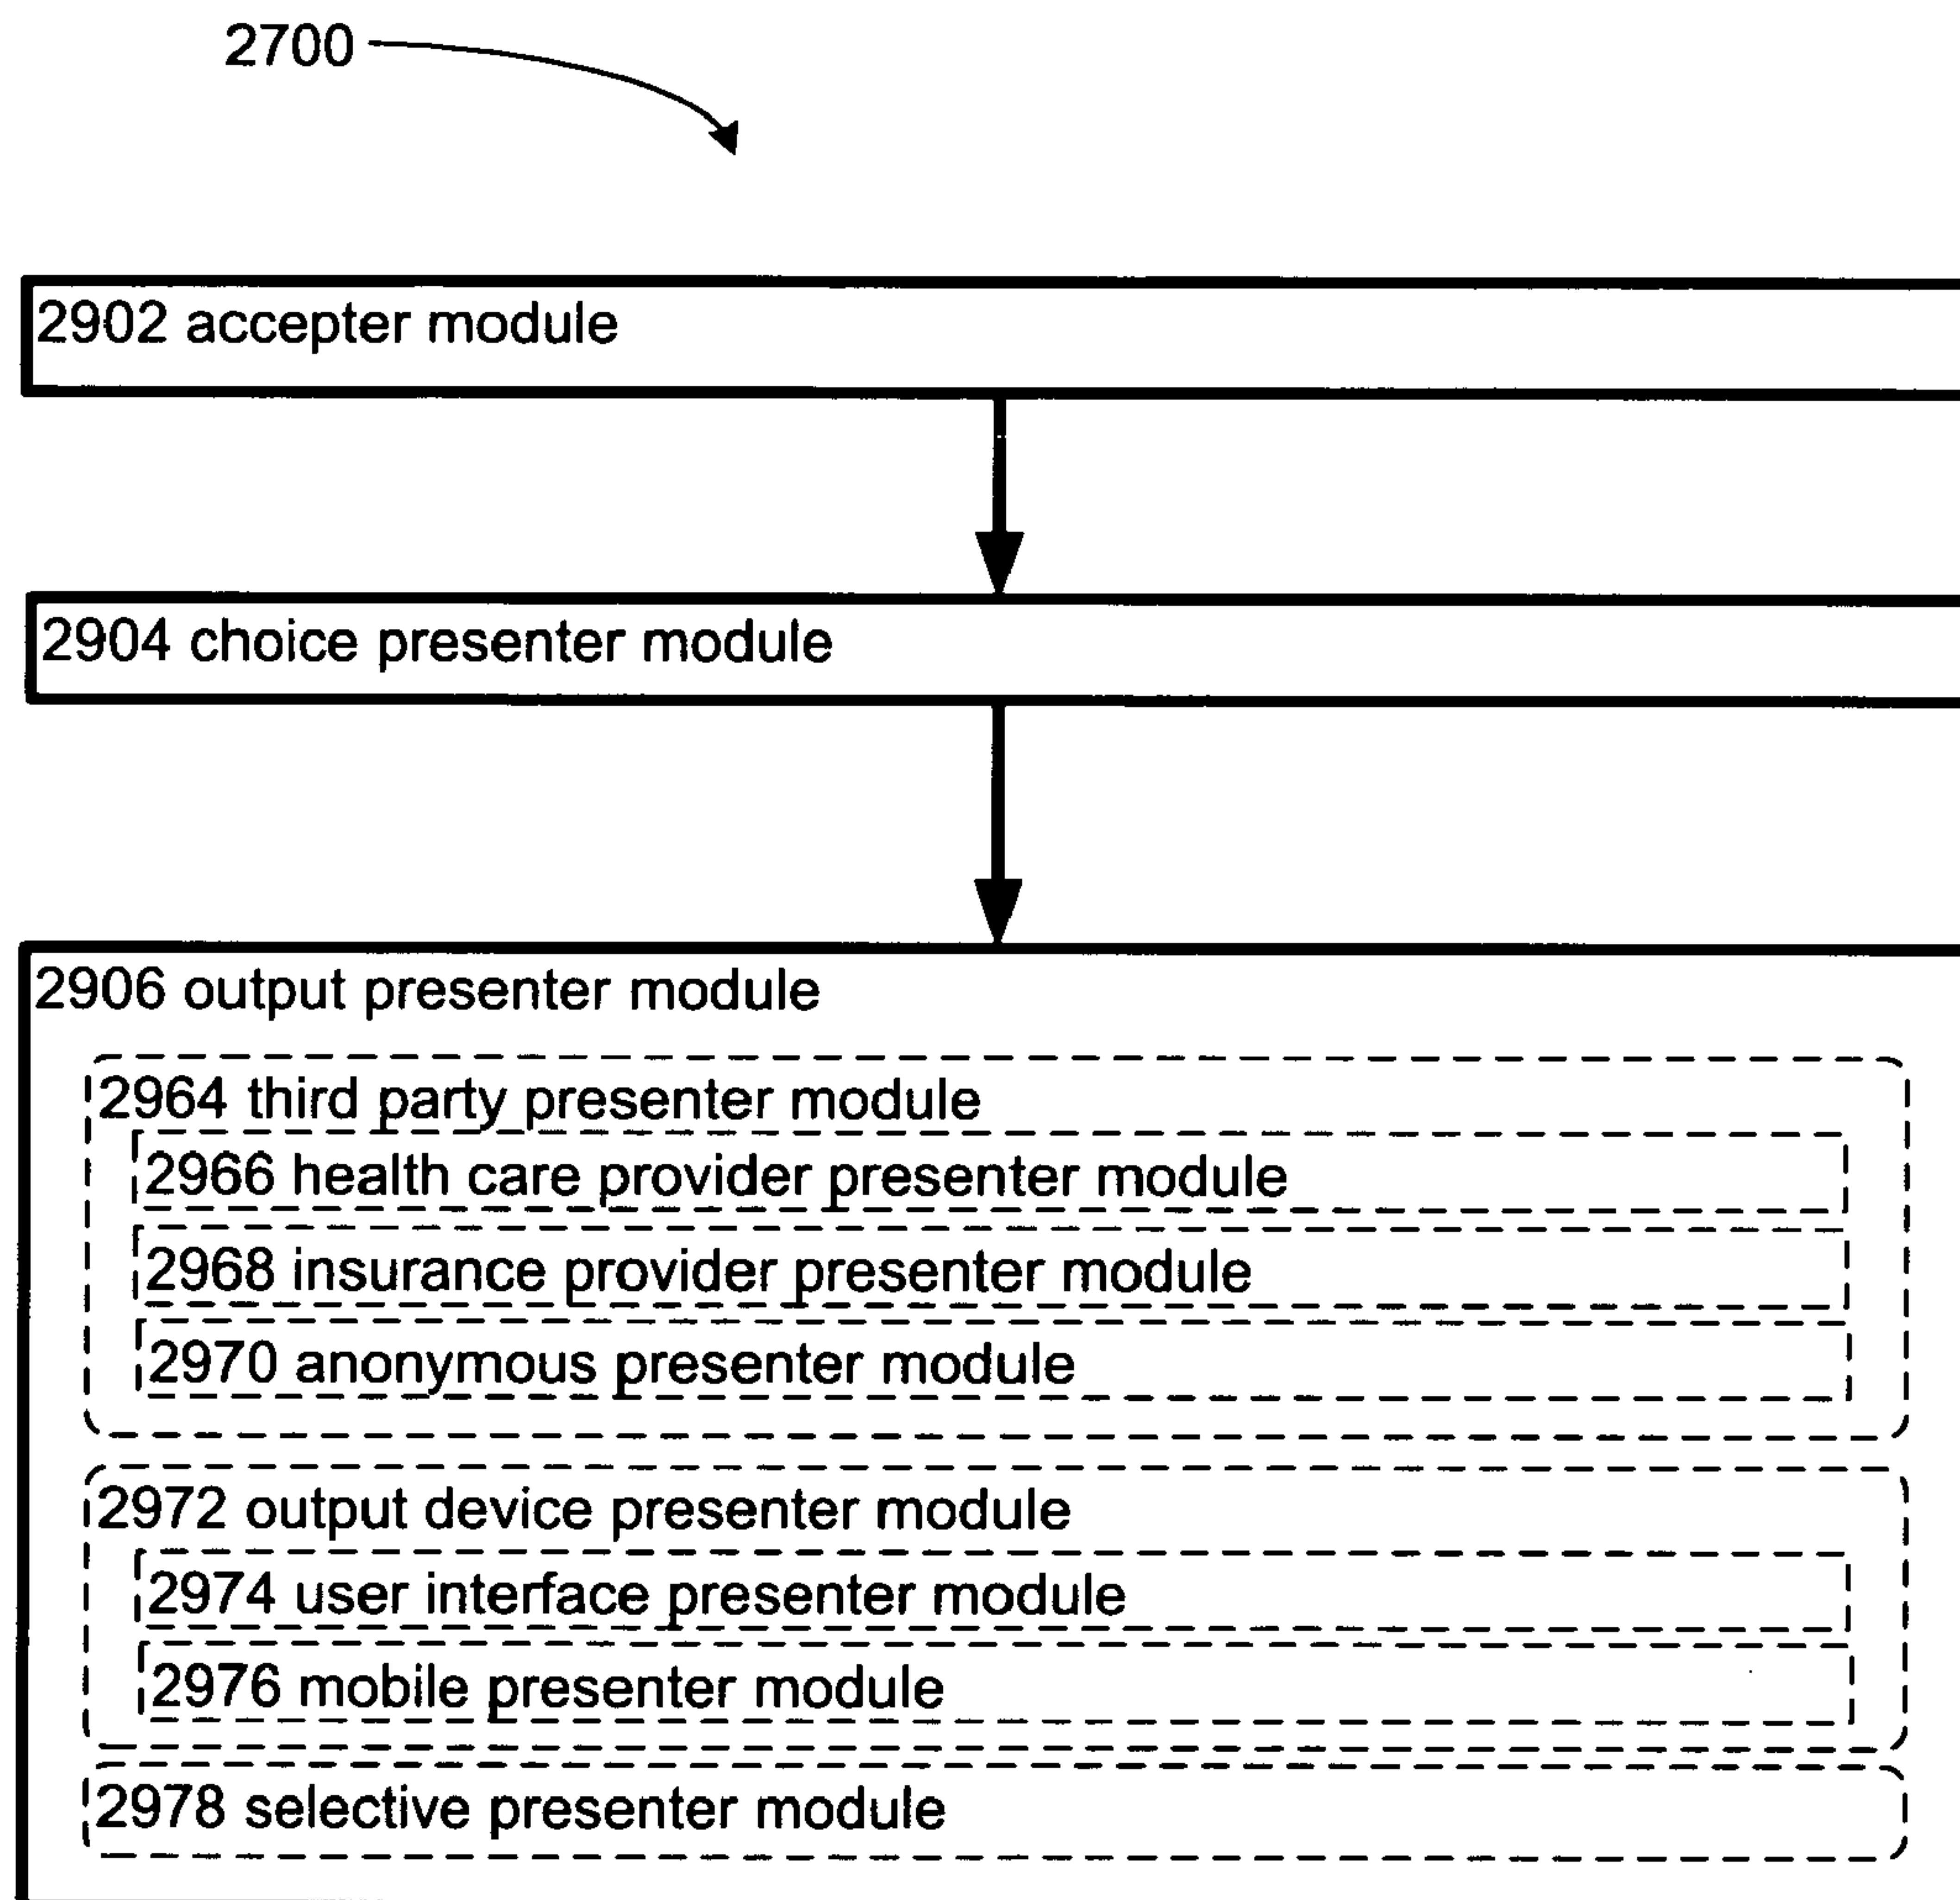 2700
2902 accepter module
2904 choice presenter module
2906 output presenter module
2964 third party presenter module
2966 health care provider presenter module
2968 insurance provider presenter module
2970 anonymous presenter module
2972 output device presenter module
2974 user interface presenter module
2976 mobile presenter module
2978 selective presenter module